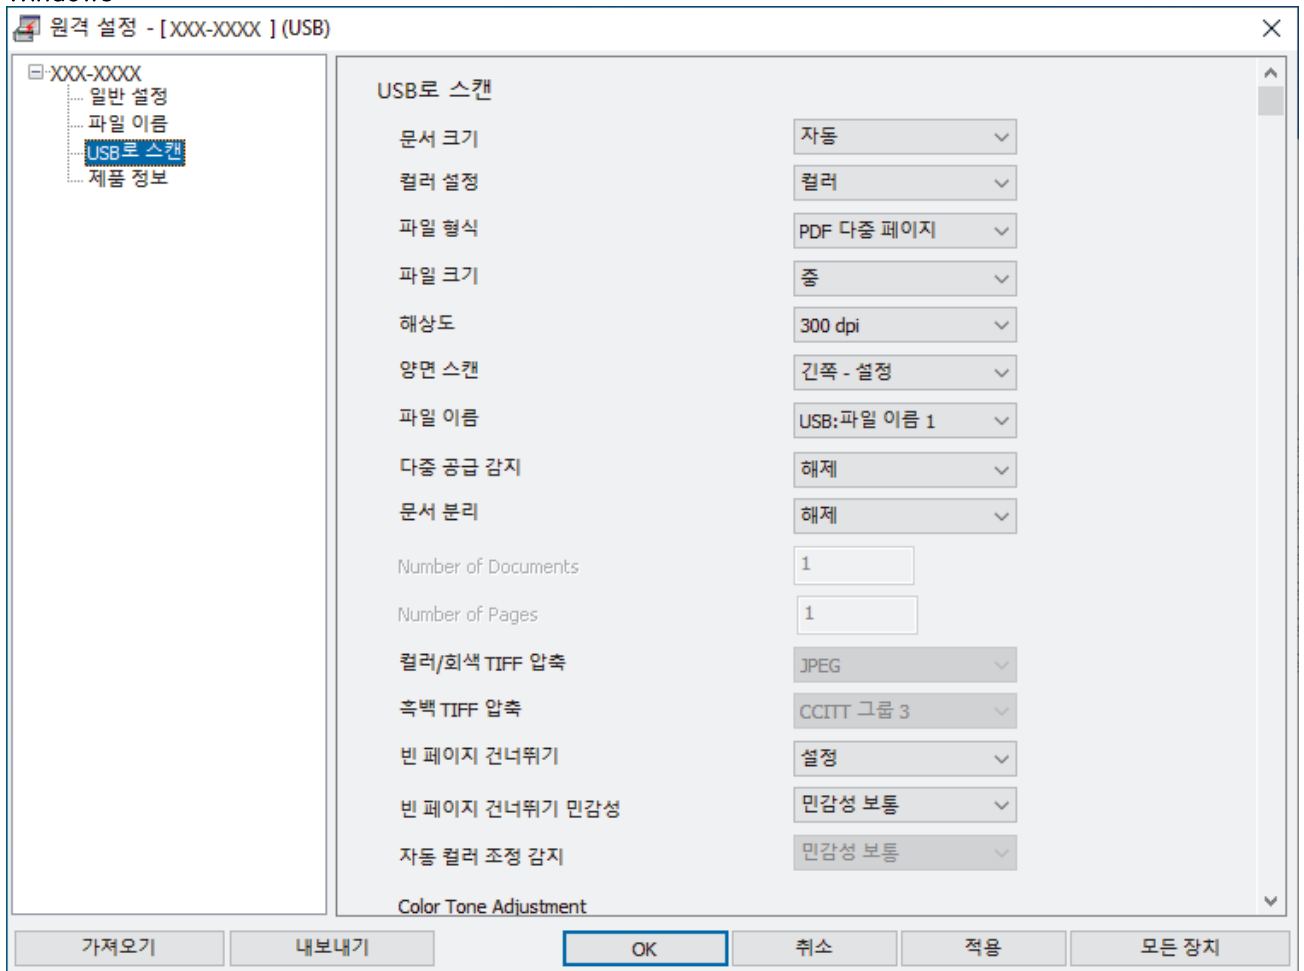 원격 설정 - [ XXX-XXXX ] (USB)
XXX-XXXX
일반 설정
파일 이름
USB로 스캔
제품 정보
USB로 스캔
문서 크기 자동
컬러 설정 컬러
파일 형식 PDF 다중 페이지
파일 크기 중
해상도 300 dpi
양면 스캔 긴쪽 - 설정
파일 이름 USB:파일 이름 1
다중 공급 감지 해제
문서 분리 해제
Number of Documents 1
Number of Pages 1
컬러/회색 TIFF 압축 JPEG
흑백 TIFF 압축 CCITT 그룹 3
빈 페이지 건너뛰기 설정
빈 페이지 건너뛰기 민감성 민감성 보통
자동 컬러 조정 감지 민감성 보통
Color Tone Adjustment
가져오기 내보내기 OK 취소 적용 모든 장치